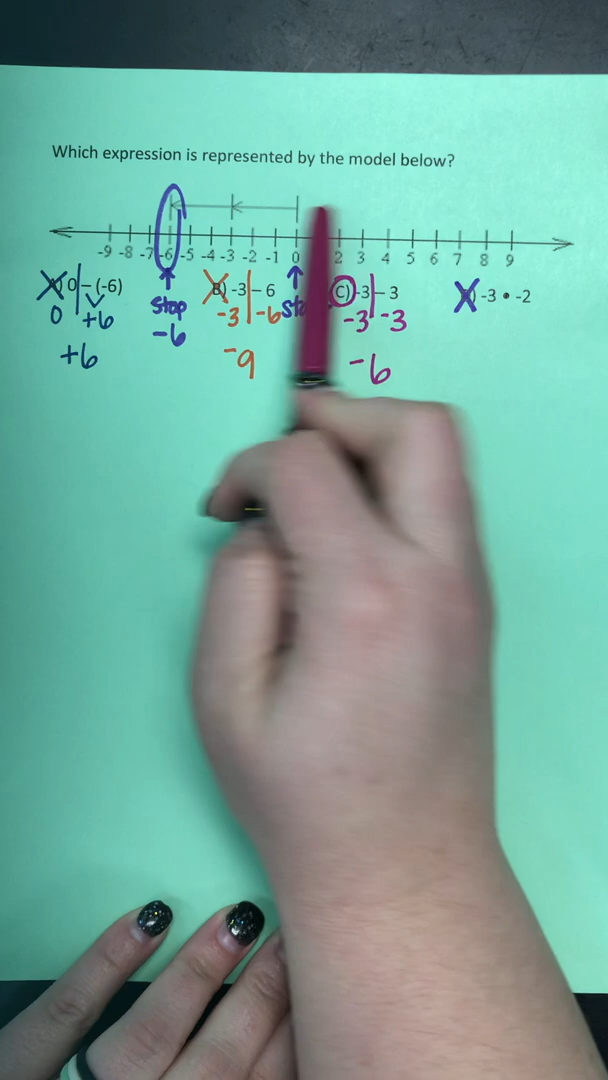 Which expression is represented by the model below?
-9 -8 -7 -6 -5 -4 -3 -2 -1 0 2 3 4 5 6 7 8 9
0 – (-6) B) -3 – 6 C) -3 – 3 -3 • -2
0 +6 stop -3 -6 -3 -3
+6 -6 -9 -6